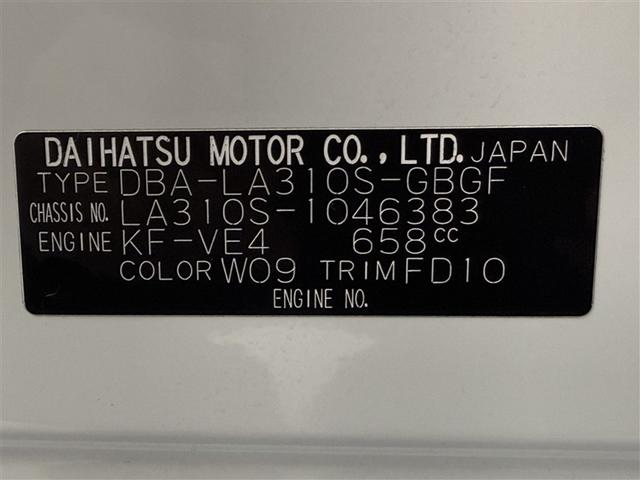 DAIHATSU MOTOR CO., LTD. JAPAN
TYPE DBA-LA310S-GBGF
CHASSIS NO. LA310S-1046383
ENGINE KF-VE4 658cc
COLOR W09 TRIM FD10
ENGINE NO.